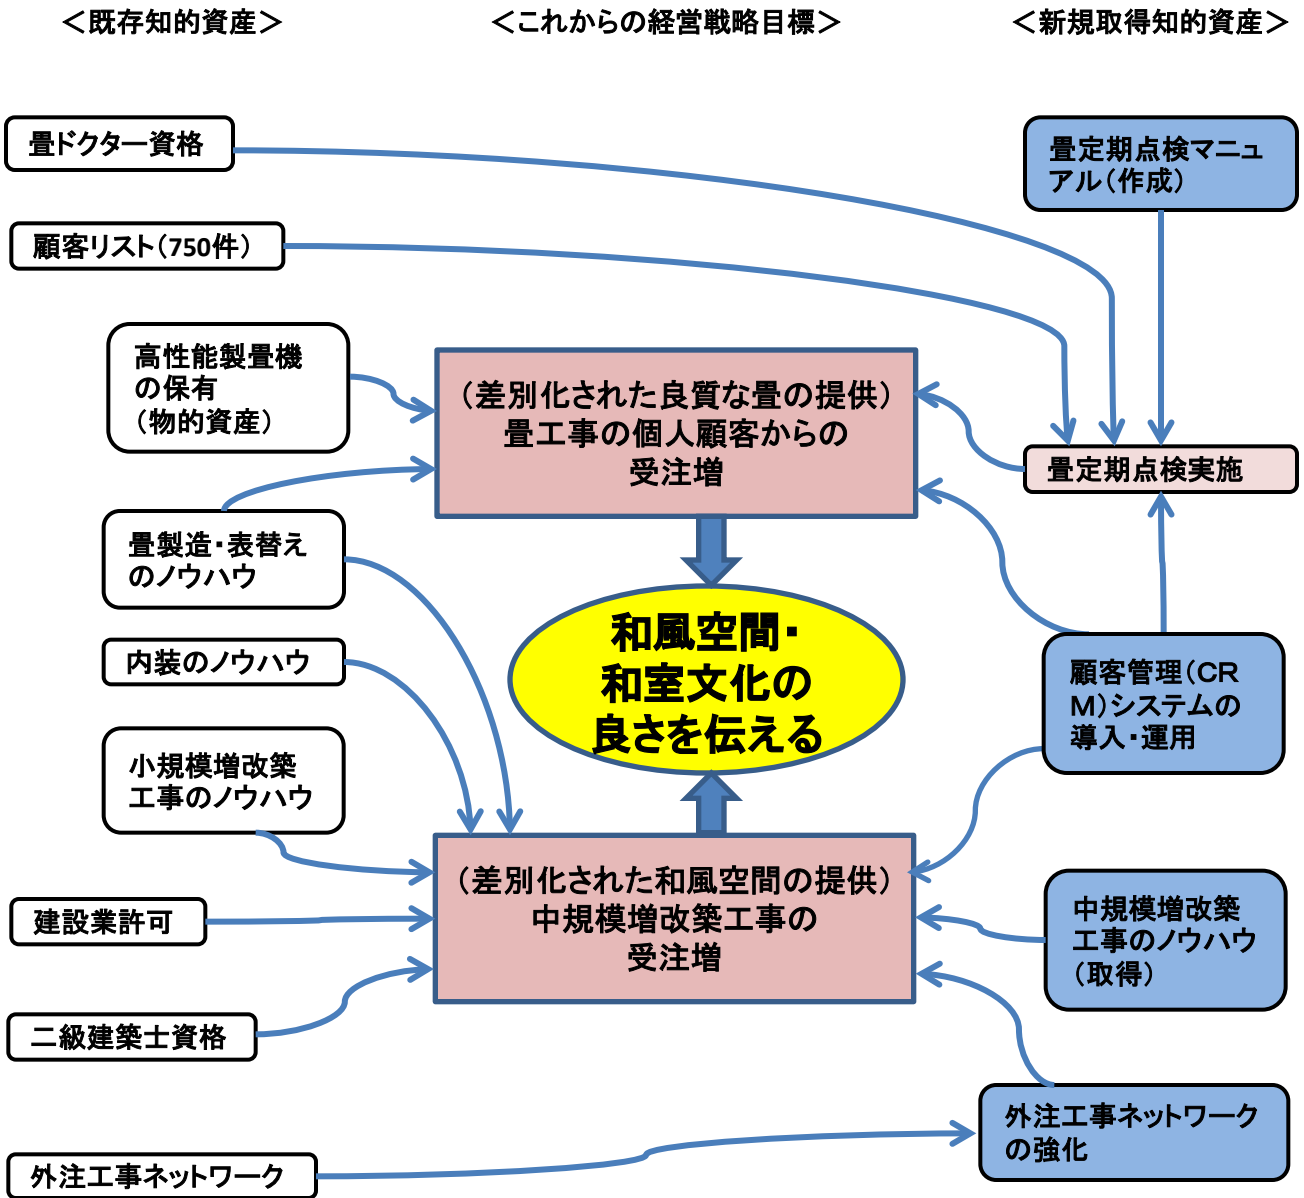 ＜既存知的資産＞
＜これからの経営戦略目標＞
＜新規取得知的資産＞
畳ドクター資格
顧客リスト（750件）
高性能製畳機
の保有
（物的資産）
畳製造・表替え
のノウハウ
内装のノウハウ
小規模増改築
工事のノウハウ
建設業許可
二級建築士資格
外注工事ネットワーク
（差別化された良質な畳の提供）
畳工事の個人顧客からの
受注増
和風空間・
和室文化の
良さを伝える
（差別化された和風空間の提供）
中規模増改築工事の
受注増
畳定期点検マニュ
アル（作成）
畳定期点検実施
顧客管理（ＣＲ
Ｍ）システムの
導入・運用
中規模増改築
工事のノウハウ
（取得）
外注工事ネットワーク
の強化